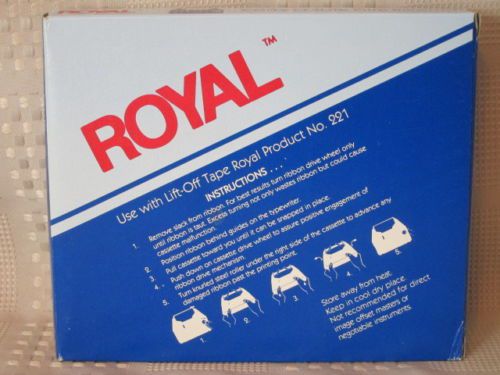 ROYAL™
Use with Lift-Off Tape Royal Product No. 221
INSTRUCTIONS . . .
1. Remove slack from ribbon. For best results turn ribbon drive wheel only
until ribbon is taut. Excess turning not only wastes ribbon but could cause
cassette malfunction.
2. Position ribbon behind guides on the typewriter.
3. Pull cassette toward you until it can be snapped in place.
4. Push down on cassette drive wheel to assure positive engagement of
ribbon drive mechanism.
5. Turn knurled steel roller under the right side of the cassette to advance any
damaged ribbon past the printing point.
1.
2.
3.
4.
5.
Store away from heat.
Keep in cool dry place.
Not recommended for direct
image offset masters or
negotiable instruments